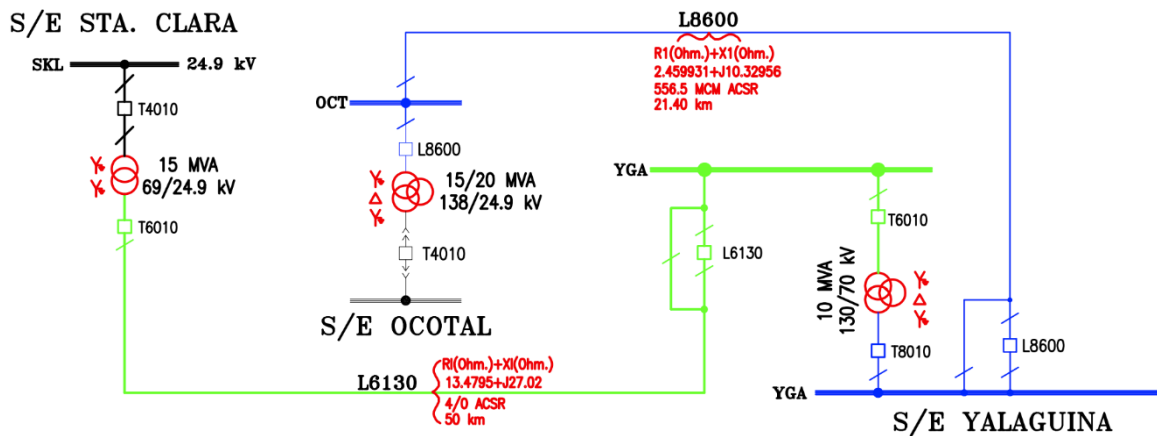 S/E STA. CLARA
SKL
24.9 kV
T4010
15 MVA
69/24.9 kV
T6010
L6130
RI(Ohm.)+XI(Ohm.)
13.4795+J27.02
4/0 ACSR
50 km
OCT
L8600
15/20 MVA
138/24.9 kV
T4010
S/E OCOTAL
L8600
R1(Ohm.)+X1(Ohm.)
2.459931+J10.32956
556.5 MCM ACSR
21.40 km
YGA
L6130
T6010
10 MVA
130/70 kV
T8010
L8600
YGA
S/E YALAGUINA